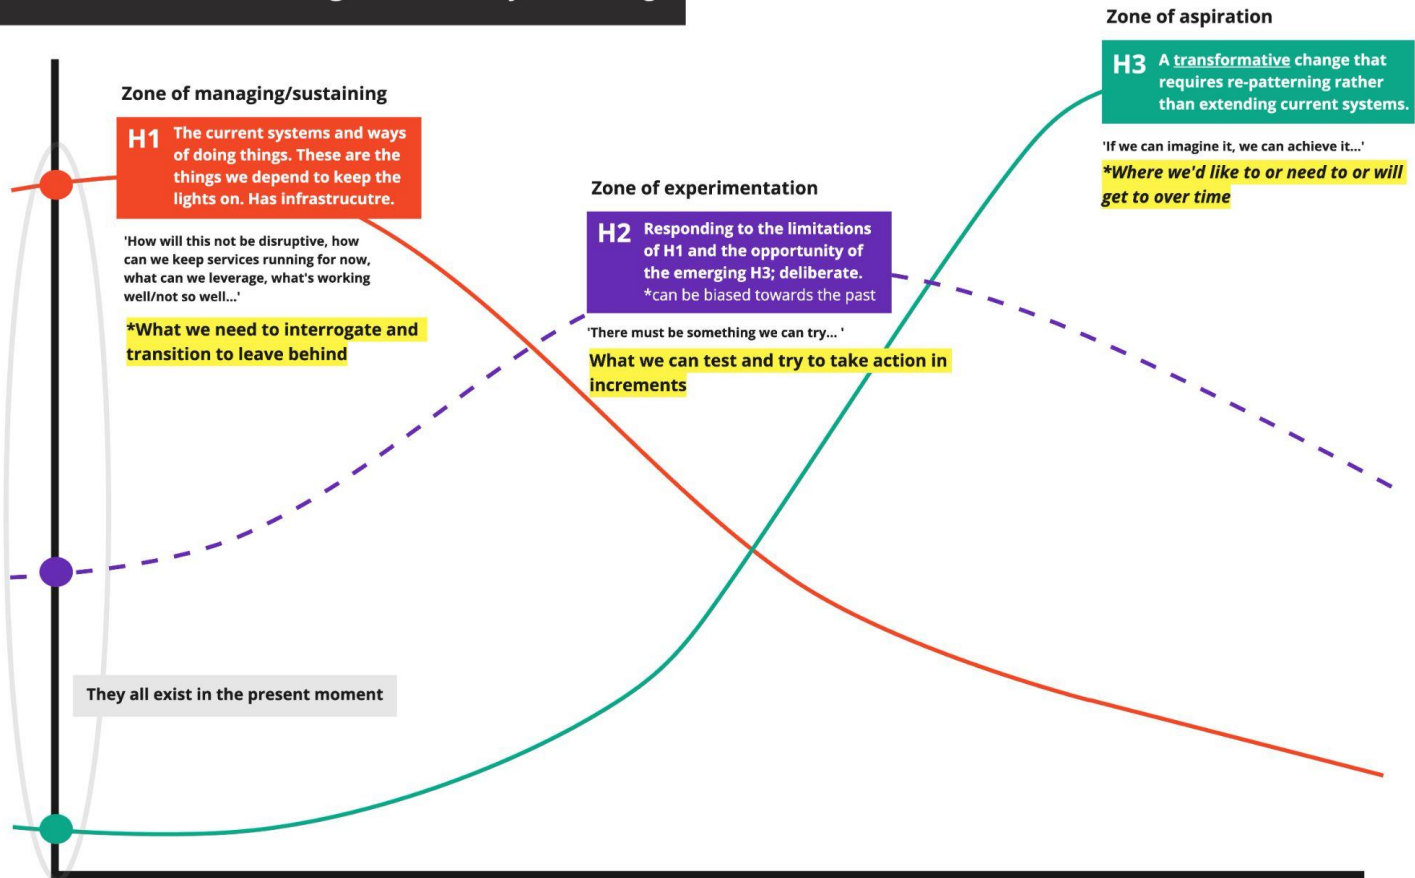 Zone of aspiration
H3 A transformative change that
requires re-patterning rather
than extending current systems.
'If we can imagine it, we can achieve it...'
*Where we'd like to or need to or will
get to over time
Zone of managing/sustaining
H1 The current systems and ways
of doing things. These are the
things we depend to keep the
lights on. Has infrastrucutre.
'How will this not be disruptive, how
can we keep services running for now,
what can we leverage, what's working
well/not so well...'
*What we need to interrogate and
transition to leave behind
Zone of experimentation
H2 Responding to the limitations
of H1 and the opportunity of
the emerging H3; deliberate.
*can be biased towards the past
'There must be something we can try... '
What we can test and try to take action in
increments
They all exist in the present moment